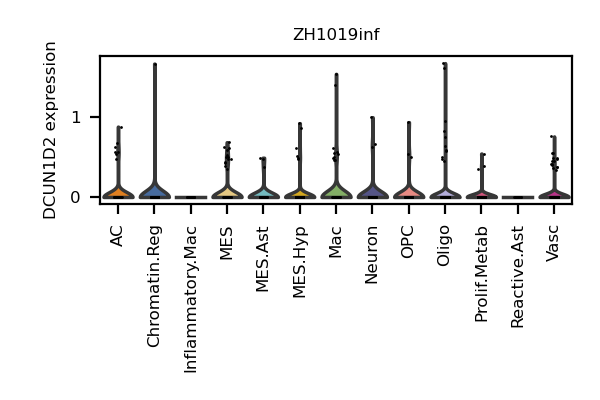 ZH1019inf
DCUN1D2 expression
1
0
AC
Chromatin.Reg
Inflammatory.Mac
MES
MES.Ast
MES.Hyp
Mac
Neuron
OPC
Oligo
Prolif.Metab
Reactive.Ast
Vasc